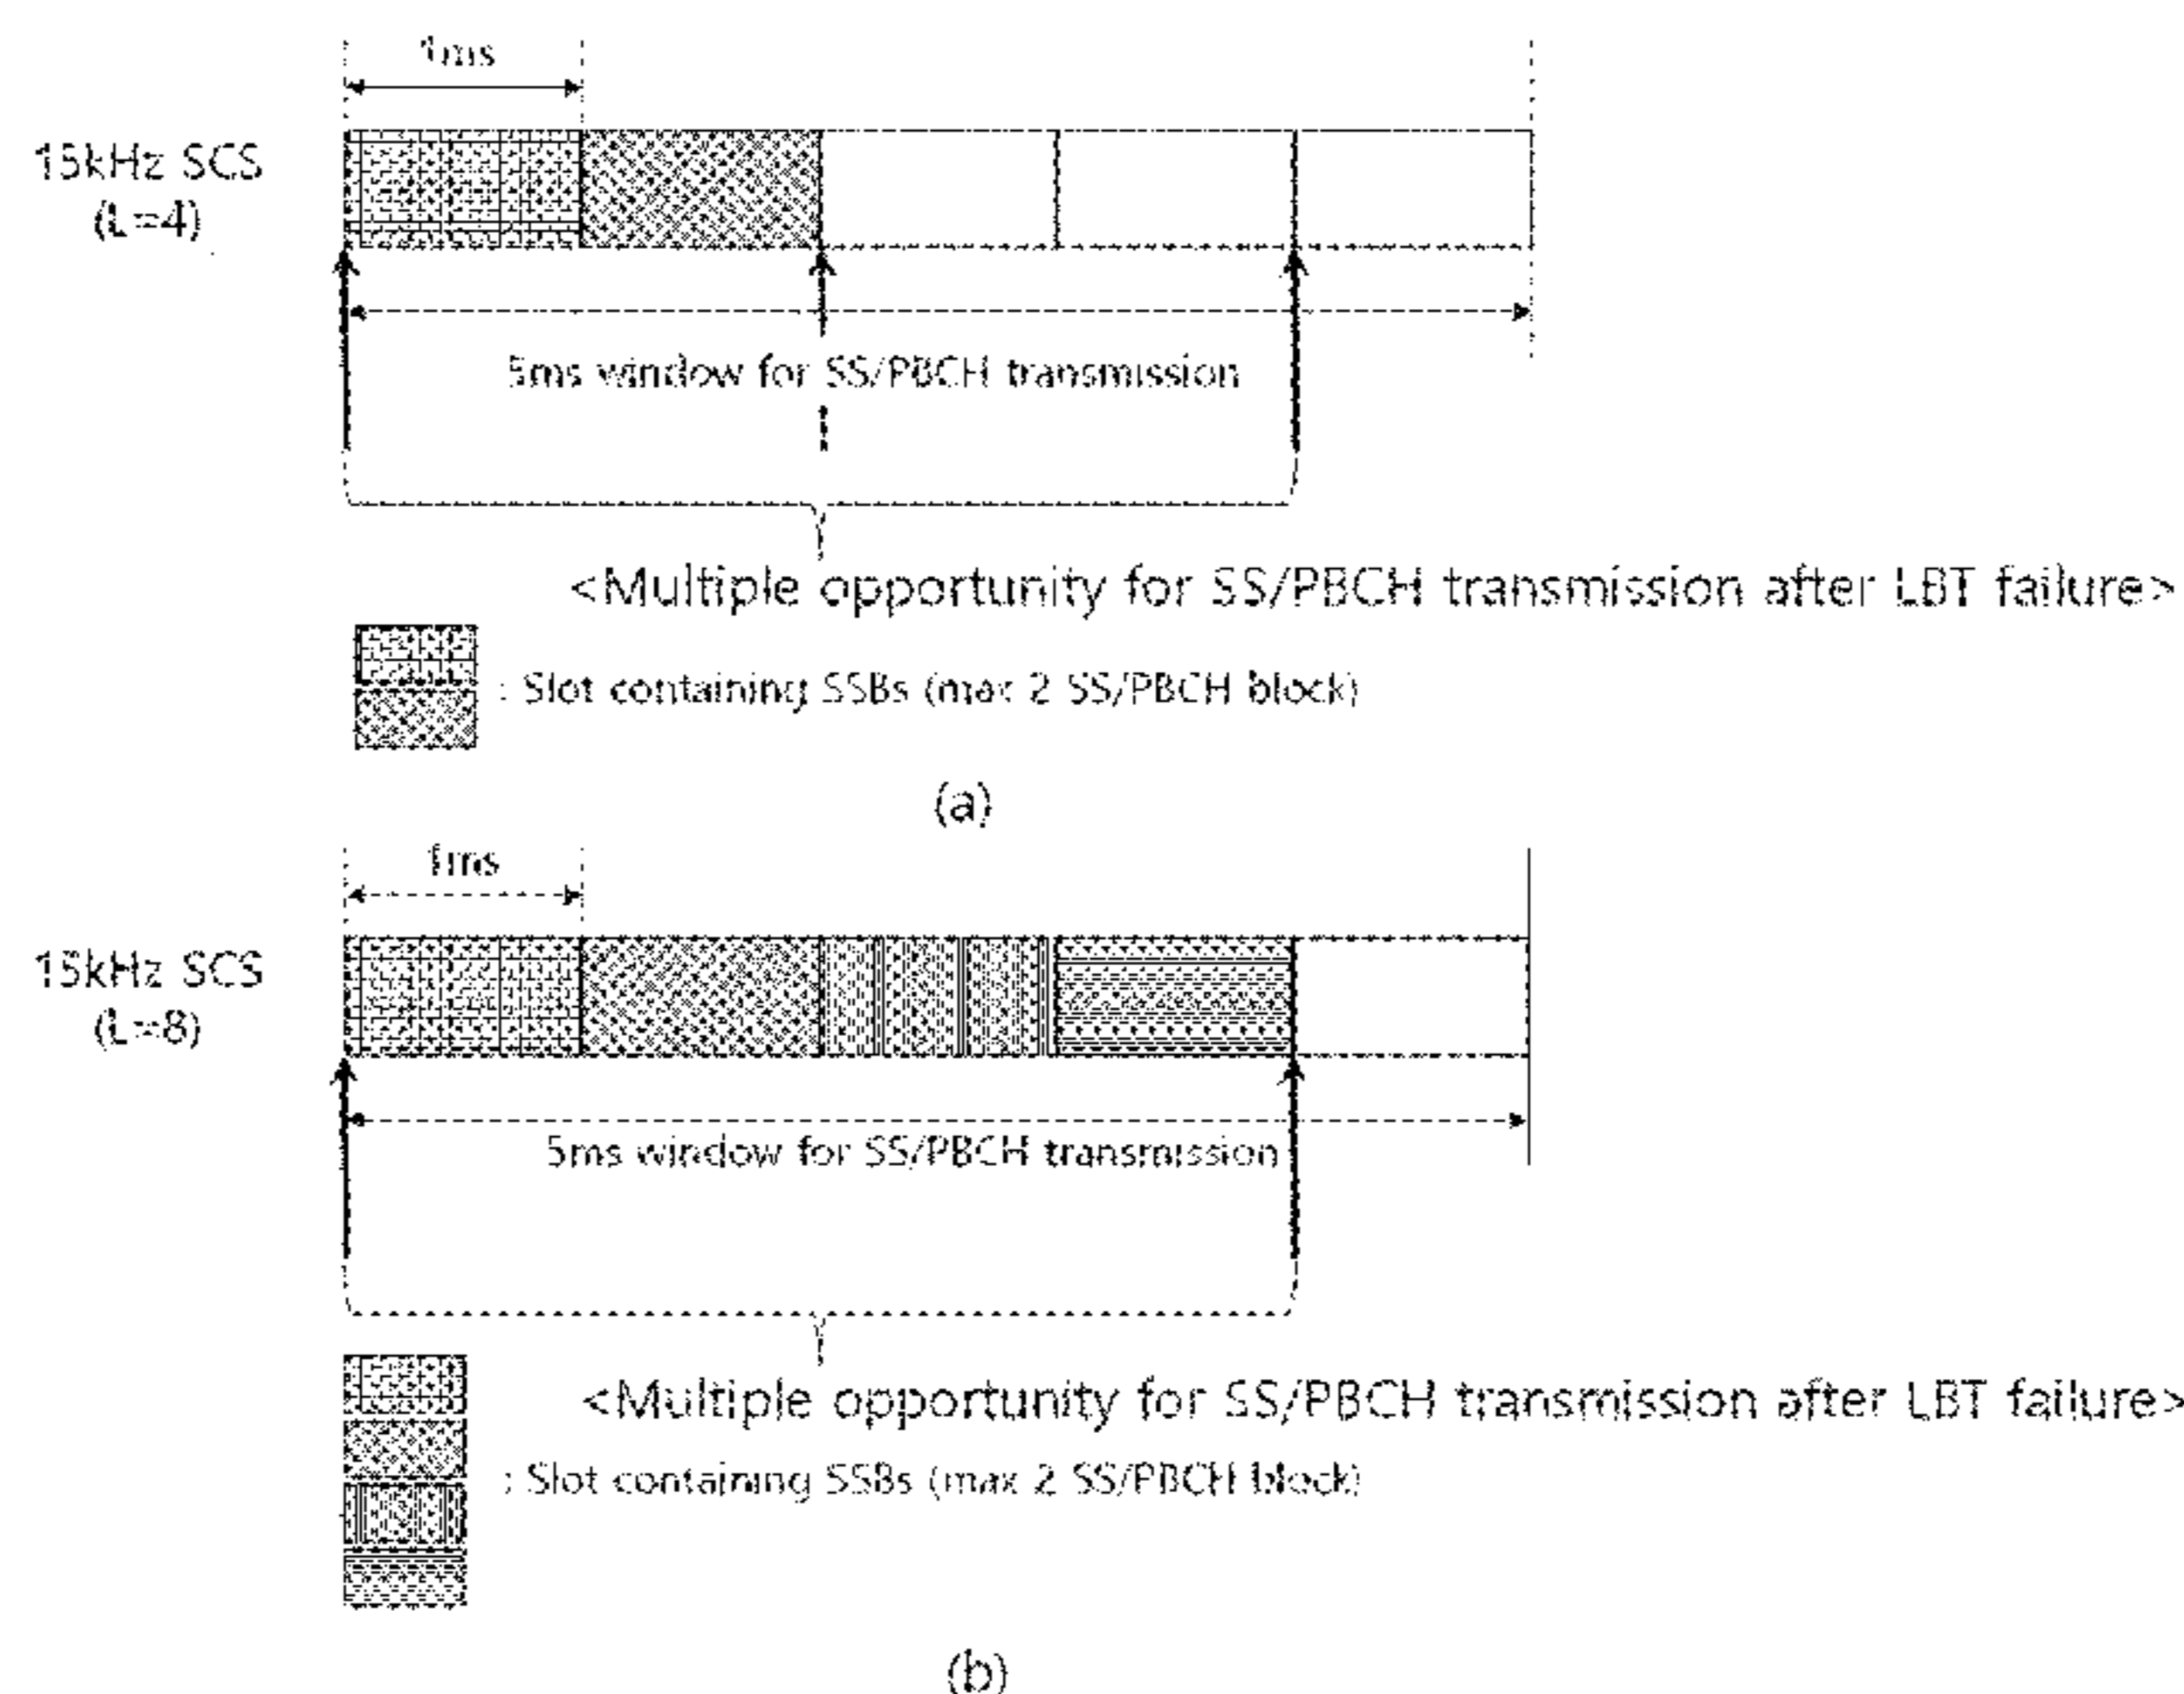 1ms
15kHz SCS
(L=4)
5ms window for SS/PBCH transmission
<Multiple opportunity for SS/PBCH transmission after LBT failure>
: Slot containing SSBs (max 2 SS/PBCH block)
(a)
1ms
15kHz SCS
(L=8)
5ms window for SS/PBCH transmission
<Multiple opportunity for SS/PBCH transmission after LBT failure>
: Slot containing SSBs (max 2 SS/PBCH block)
(b)